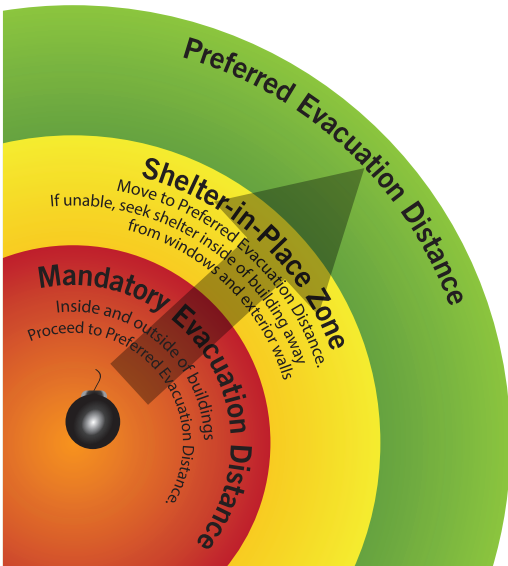 Preferred Evacuation Distance
Shelter-in-Place Zone
Move to Preferred Evacuation Distance.
If unable, seek shelter inside of building away
from windows and exterior walls
Mandatory Evacuation Distance
Inside and outside of buildings
Proceed to Preferred Evacuation Distance.